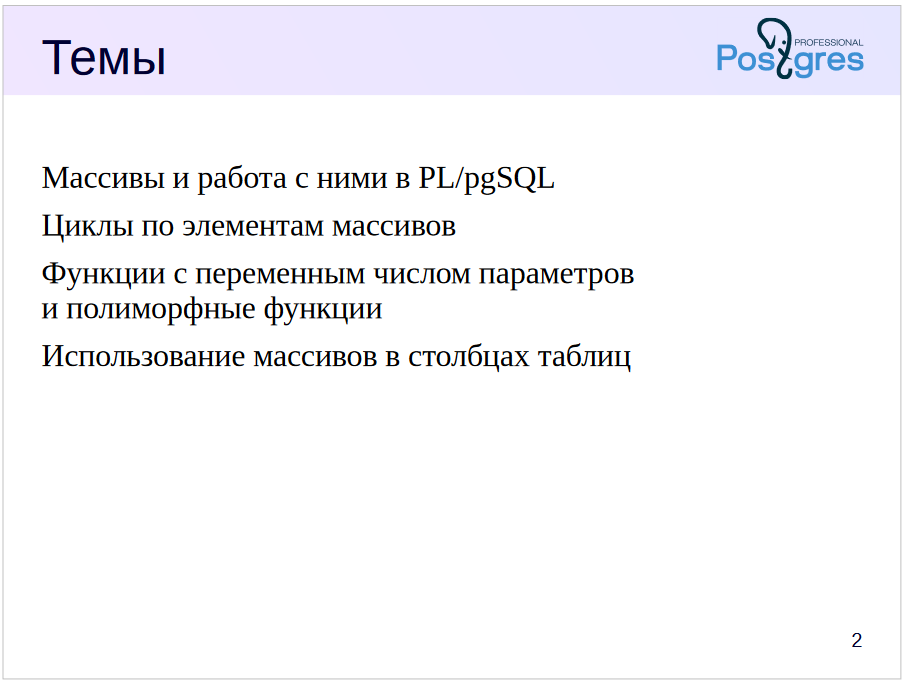 Темы
PROFESSIONAL
Postgres
Массивы и работа с ними в PL/pgSQL
Циклы по элементам массивов
Функции с переменным числом параметров
и полиморфные функции
Использование массивов в столбцах таблиц
2